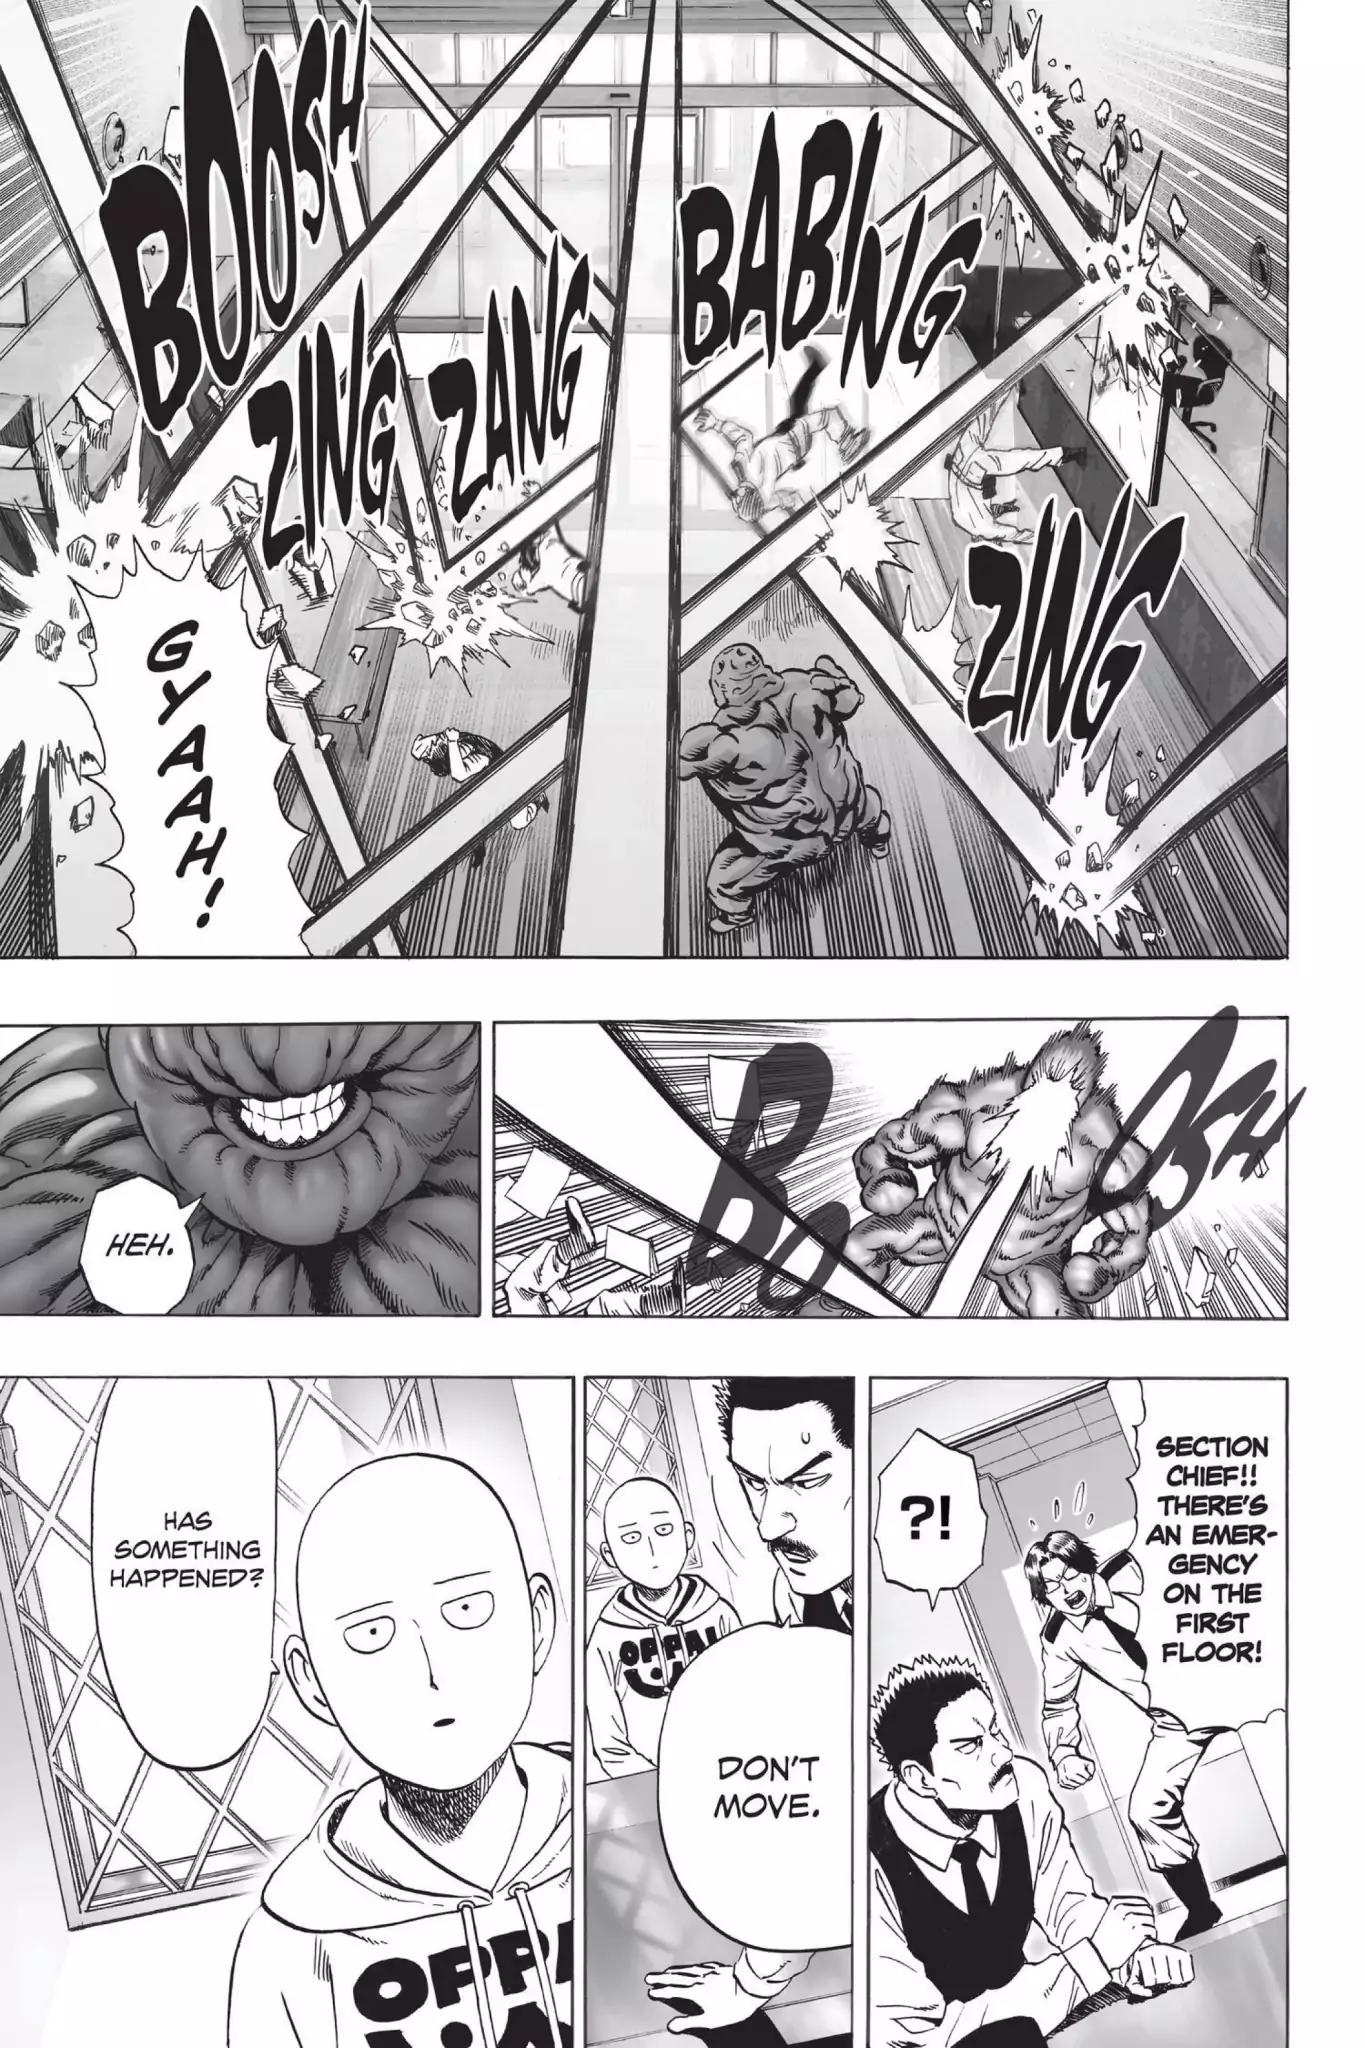 BABING
ZING
BOOSH
ZING
ZANG
GYAAH!
BOOSH
HEH.
SECTION
CHIEF!!
THERE'S
AN EMER-
GENCY
ON THE
FIRST
FLOOR!
?!
DON'T
MOVE.
OPPAI
HAS
SOMETHING
HAPPENED?
OPPAI